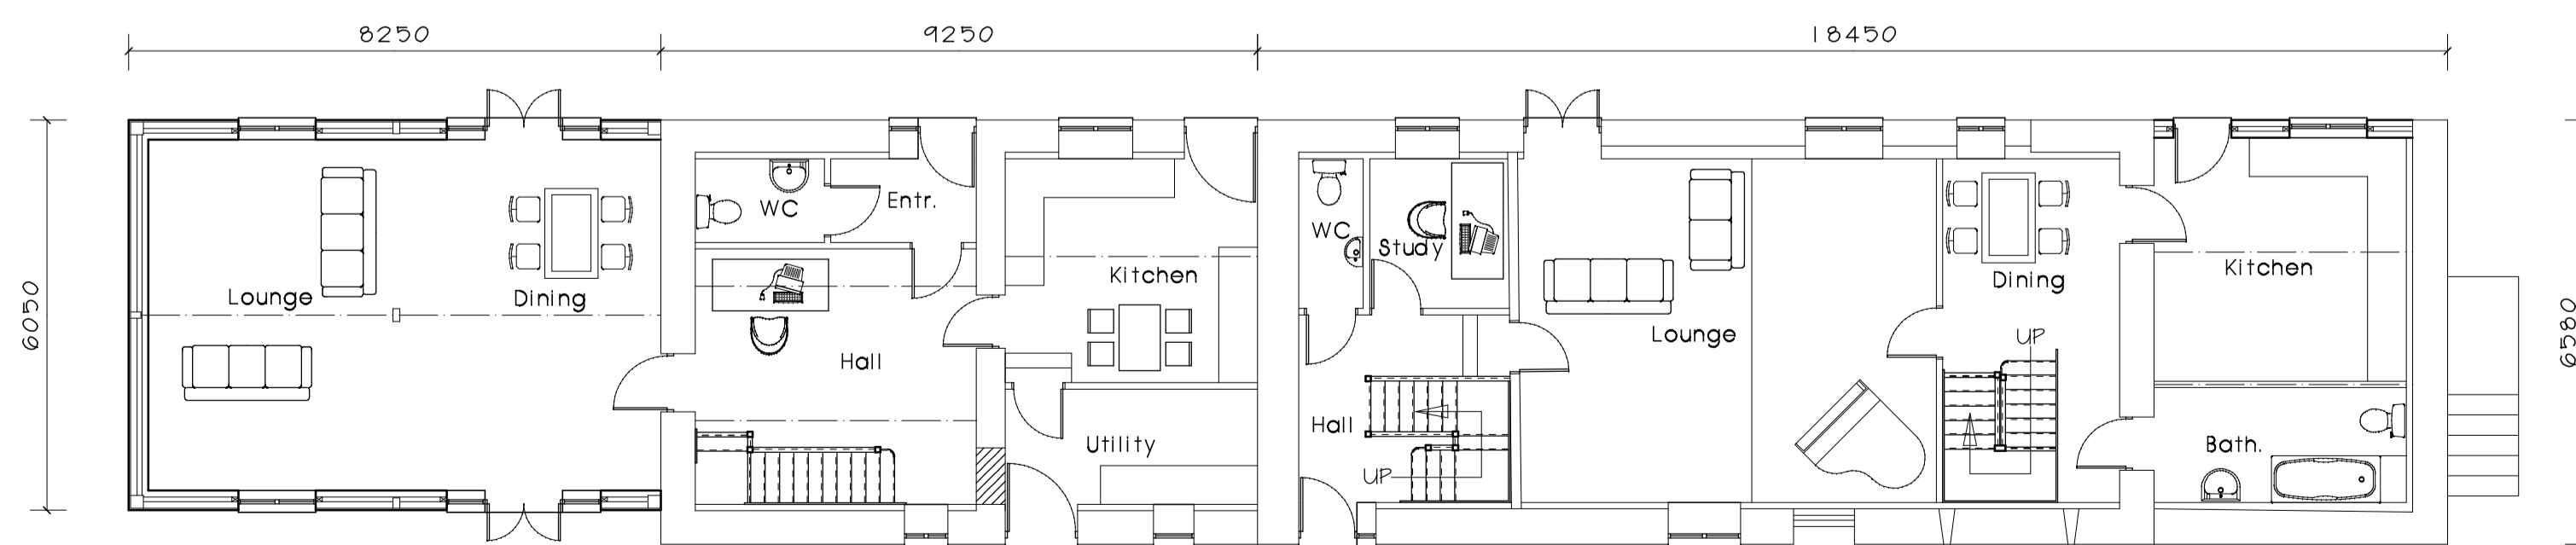 8250
9250
18450
6050
6580
WC
Entr.
Lounge
Dining
Hall
Kitchen
Utility
WC
Study
Hall
UP
Lounge
Dining
UP
Kitchen
Bath.